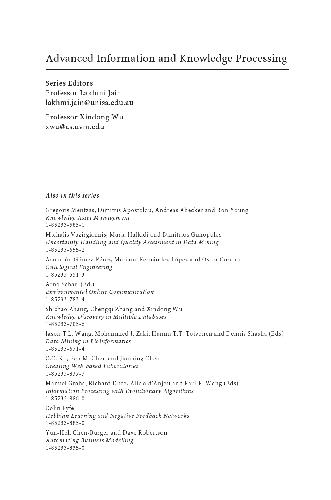 Advanced Information and Knowledge Processing
Series Editors
Professor Lakhmi Jain
Lakhmi.jain@unisa.edu.au
Professor Xindong Wu
xwu@cs.uvm.edu
Also in this series
Gregoris Mentzas, Dimitris Apostolou, Andreas Abecker and Ron Young
Knowledge Asset Management
1-85233-583-1
Michalis Vazirgiannis, Maria Halkidi and Dimitrios Gunopulos
Uncertainty Handling and Quality Assessment in Data Mining
1-85233-655-2
Asunción Gómez-Pérez, Mariano Fernández-López and Oscar Corcho
Ontological Engineering
1-85233-551-3
Arno Scharl (Ed.)
Environmental Online Communication
1-85233-783-4
Shichao Zhang, Chengqi Zhang and Xindong Wu
Knowledge Discovery in Multiple Databases
1-85233-703-6
Jason T.L. Wang, Mohammed J. Zaki, Hannu T.T. Toivonen and Dennis Shasha (Eds)
Data Mining in Bioinformatics
1-85233-671-4
C.C. Ko, Ben M. Chen and Jianping Chen
Creating Web-based Laboratories
1-85233-837-7
Manuel Graña, Richard Duro, Alicia d'Anjou and Paul P. Wang (Eds)
Information Processing with Evolutionary Algorithms
1-85233-866-0
Colin Fyfe
Hebbian Learning and Negative Feedback Networks
1-85233-883-0
Yun-Heh Chen-Burger and Dave Robertson
Automating Business Modelling
1-85233-835-0